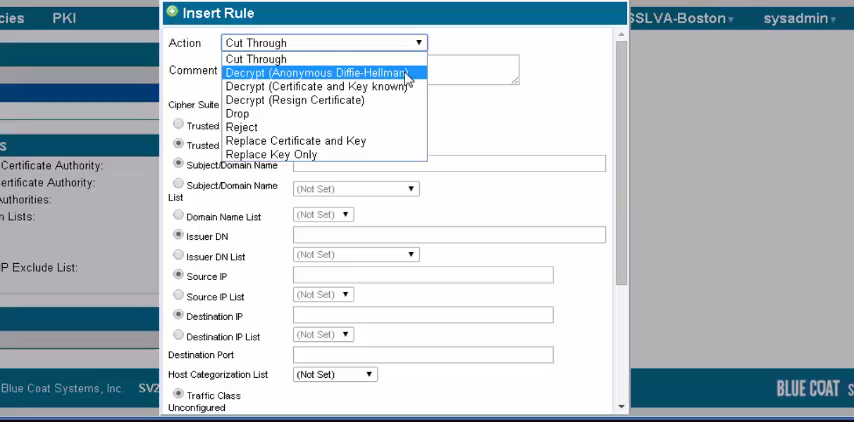 cies PKI
SSLVA-Boston sysadmin
Insert Rule
Action Cut Through
Cut Through
Comment Decrypt (Anonymous Diffie-Hellman)
Decrypt (Certificate and Key known)
Decrypt (Resign Certificate)
Cipher Suite
Drop
Trusted Reject
Trusted Replace Certificate and Key
Replace Key Only
Subject/Domain Name
Subject/Domain Name List (Not Set)
Domain Name List (Not Set)
Issuer DN
Issuer DN List (Not Set)
Source IP
Source IP List (Not Set)
Destination IP
Destination IP List (Not Set)
Destination Port
Host Categorization List (Not Set)
Traffic Class
Unconfigured
s
Certificate Authority:
ertificate Authority:
uthorities:
n Lists:
P Exclude List:
Blue Coat Systems, Inc. SV2
BLUE COAT S